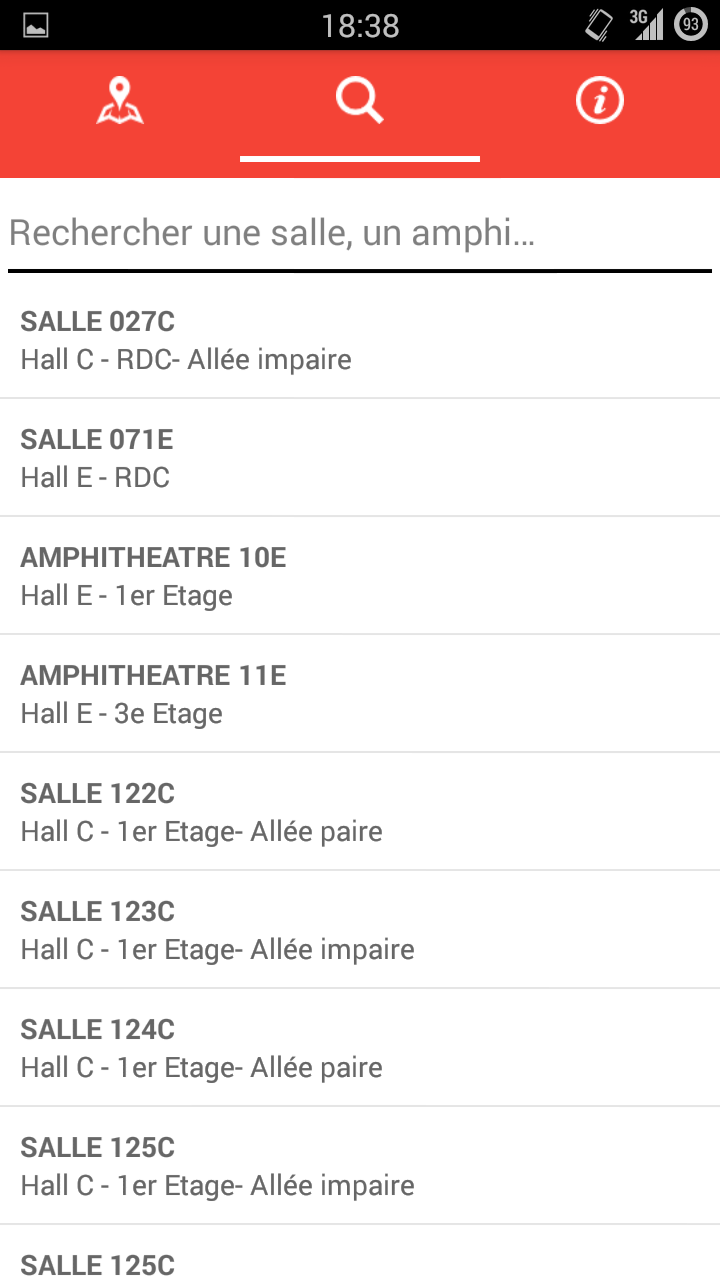 18:38
3G
93
Rechercher une salle, un amphi...
SALLE 027C
Hall C - RDC- Allée impaire
SALLE 071E
Hall E - RDC
AMPHITHEATRE 10E
Hall E - 1er Etage
AMPHITHEATRE 11E
Hall E - 3e Etage
SALLE 122C
Hall C - 1er Etage- Allée paire
SALLE 123C
Hall C - 1er Etage- Allée impaire
SALLE 124C
Hall C - 1er Etage- Allée paire
SALLE 125C
Hall C - 1er Etage- Allée impaire
SALLE 125C